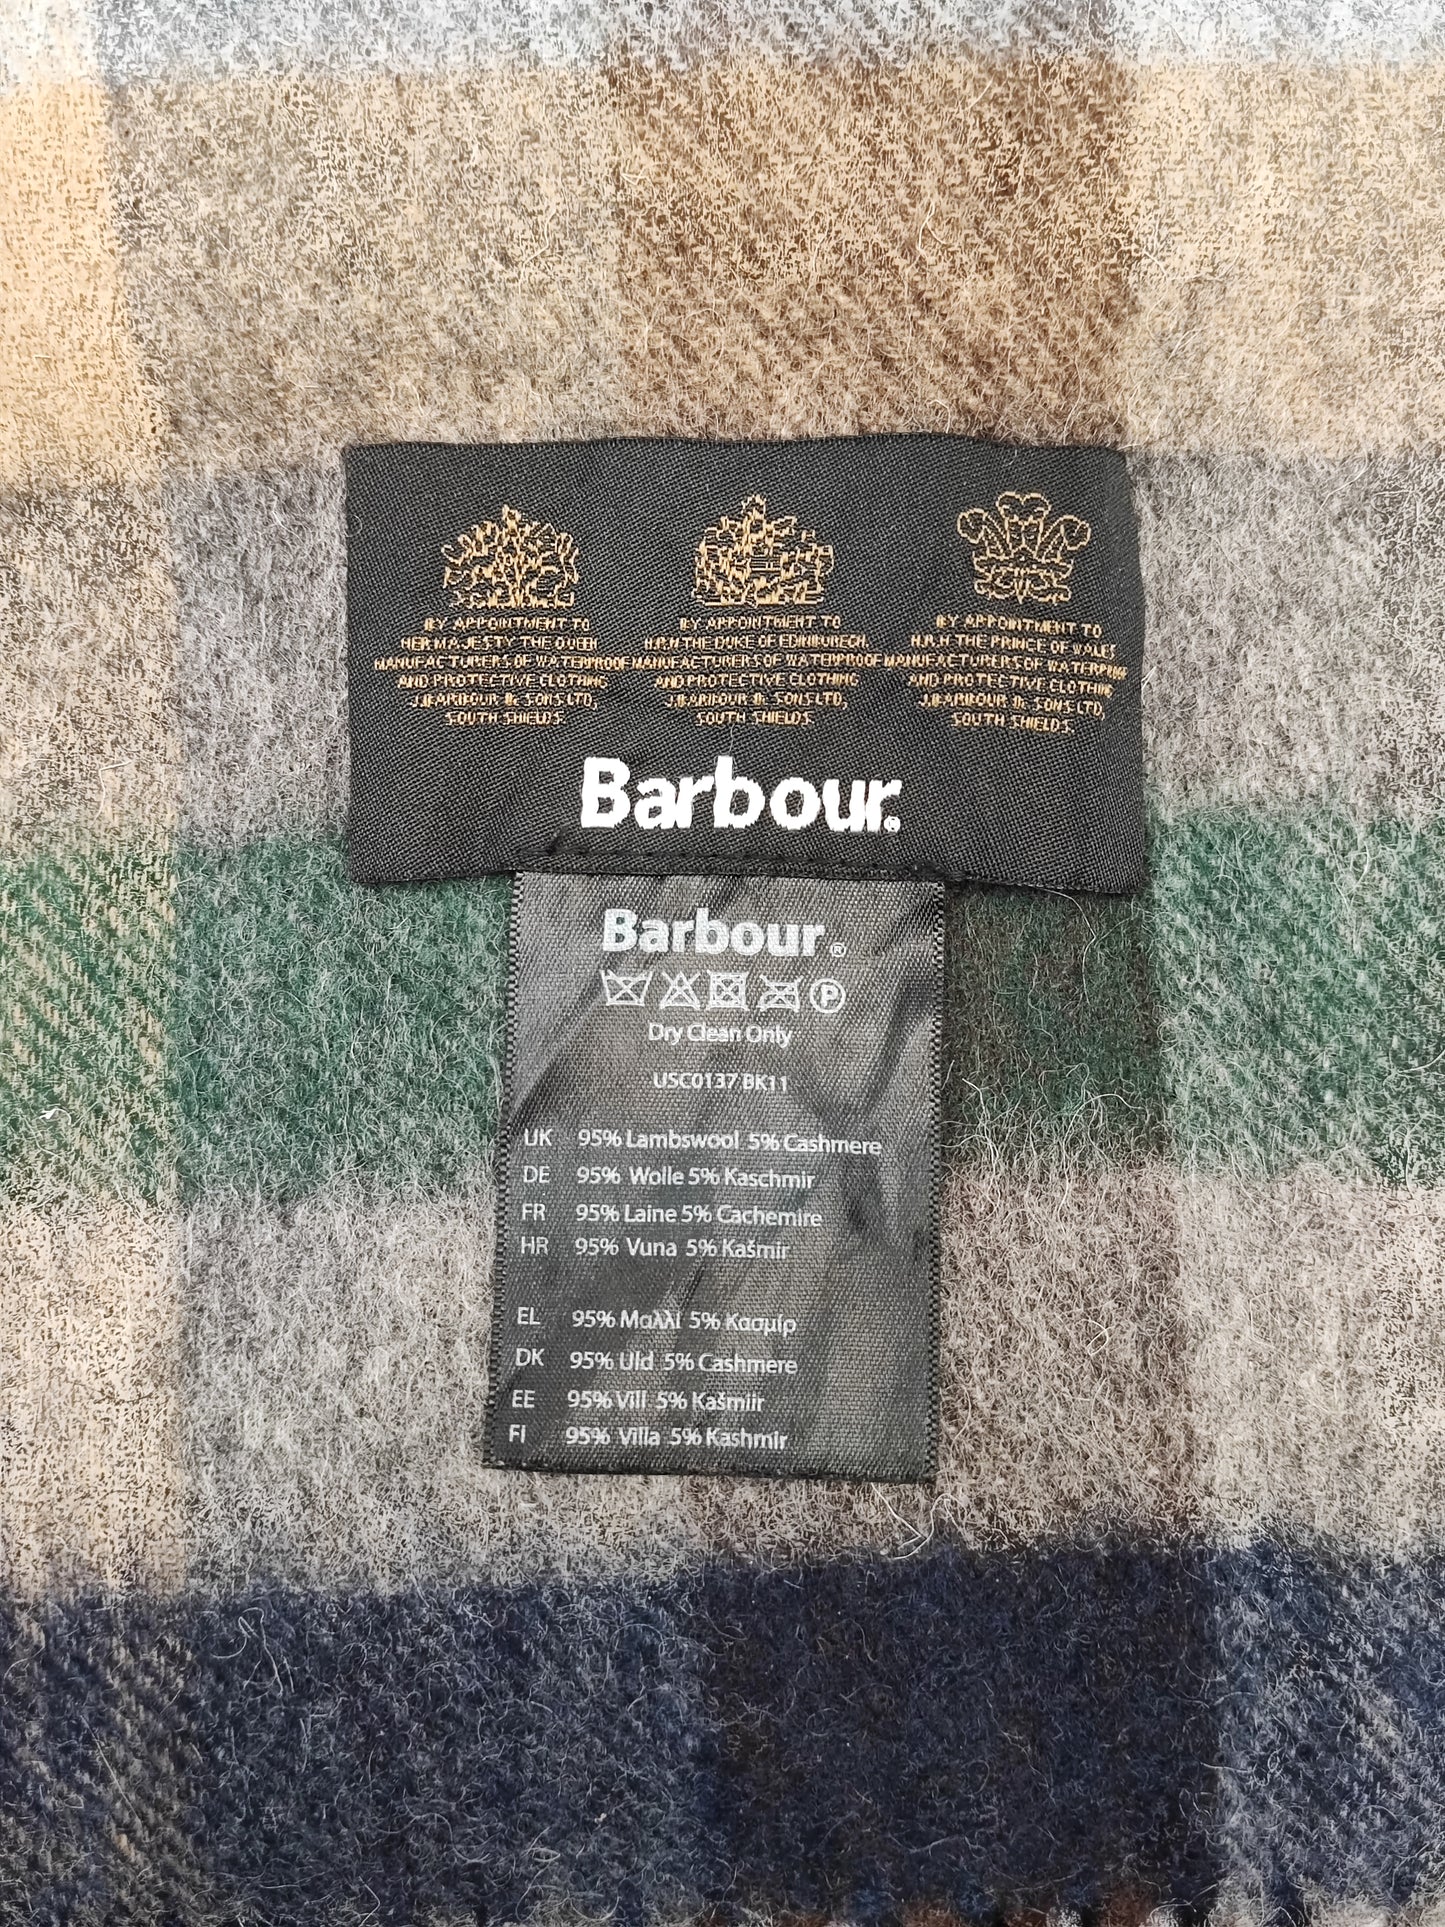 BY APPOINTMENT TO
HER MAJESTY THE QUEEN
MANUFACTURERS OF WATERPROOF
AND PROTECTIVE CLOTHING
J.BARBOUR & SONS LTD,
SOUTH SHIELDS.
BY APPOINTMENT TO
H.R.H THE DUKE OF EDINBURGH.
MANUFACTURERS OF WATERPROOF
AND PROTECTIVE CLOTHING
J.BARBOUR & SONS LTD,
SOUTH SHIELDS.
BY APPOINTMENT TO
H.R.H THE PRINCE OF WALES
MANUFACTURERS OF WATERPROOF
AND PROTECTIVE CLOTHING
J.BARBOUR & SONS LTD,
SOUTH SHIELDS.
Barbour®
Barbour®
P
Dry Clean Only
USC0137 BK11
UK 95% Lambswool 5% Cashmere
DE 95% Wolle 5% Kaschmir
FR 95% Laine 5% Cachemire
HR 95% Vuna 5% Kašmir
EL 95% Μαλλί 5% Κασμίρ
DK 95% Uld 5% Cashmere
EE 95% Vill 5% Kašmiir
FI 95% Villa 5% Kashmir